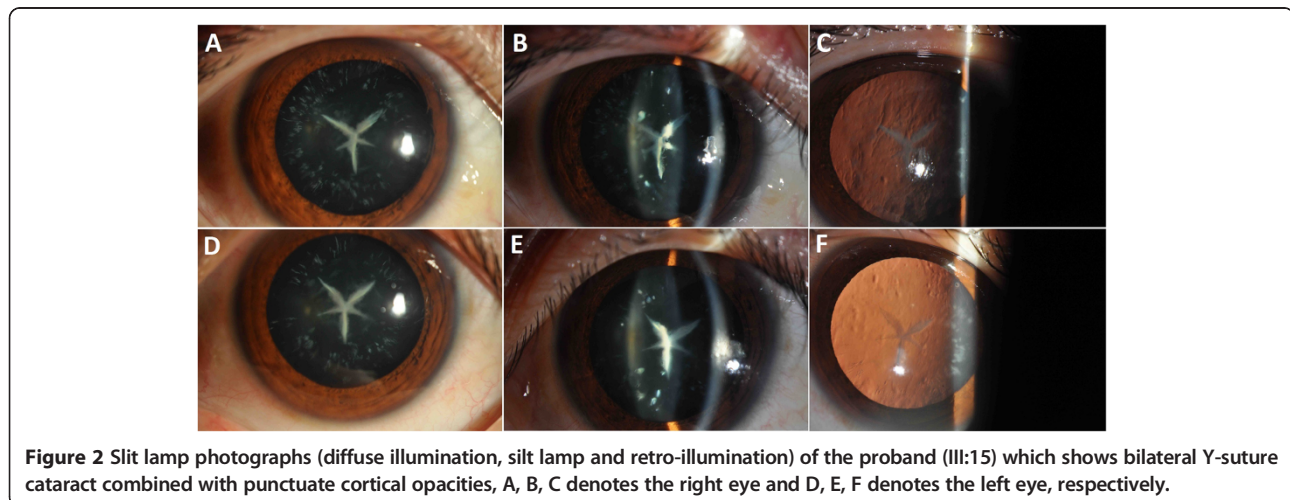 A
B
C
D
E
F
Figure 2 Slit lamp photographs (diffuse illumination, silt lamp and retro-illumination) of the proband (III:15) which shows bilateral Y-suture
cataract combined with punctuate cortical opacities, A, B, C denotes the right eye and D, E, F denotes the left eye, respectively.